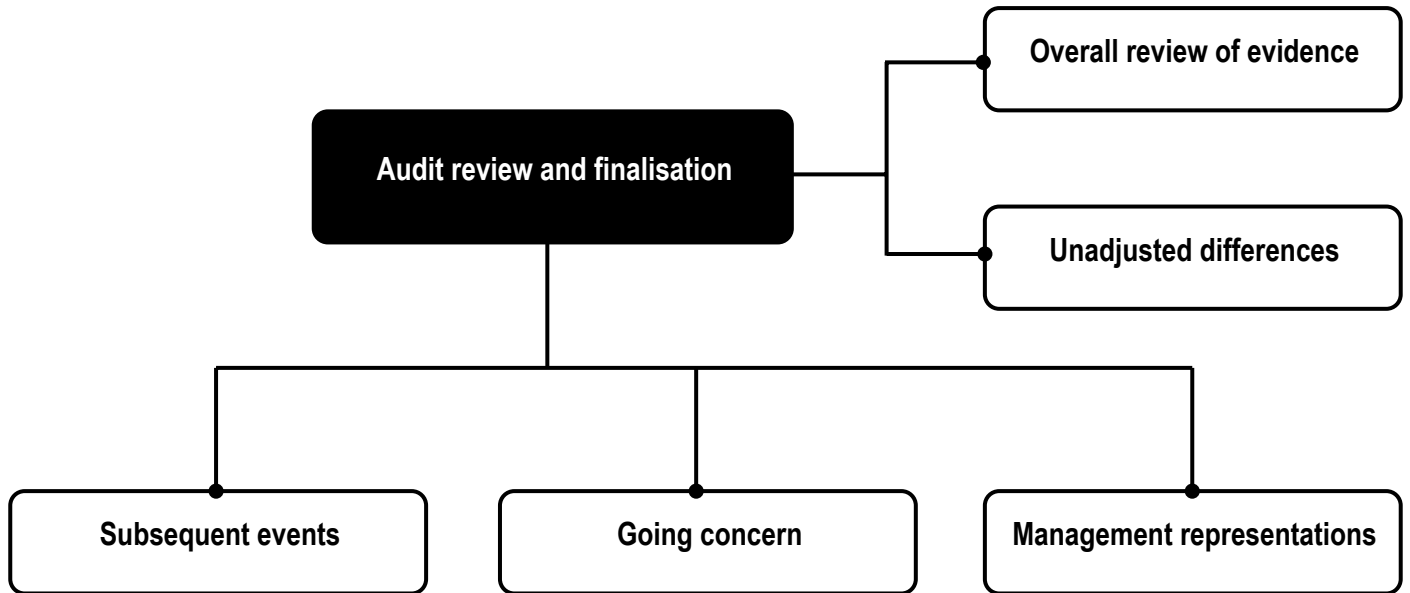 Overall review of evidence
Audit review and finalisation
Unadjusted differences
Subsequent events
Going concern
Management representations